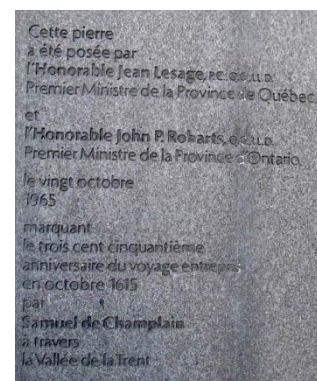 Cette pierre
a été posée par
l'Honorable Jean Lesage, P.C., Q.C., LL.D.
Premier Ministre de la Province de Québec
et
l'Honorable John P. Robarts, Q.C., LL.D.
Premier Ministre de la Province d'Ontario,
le vingt octobre
1965
marquant
le trois cent cinquantième
anniversaire du voyage entrepris
en octobre 1615
par
Samuel de Champlain
à travers
la Vallée de la Trent